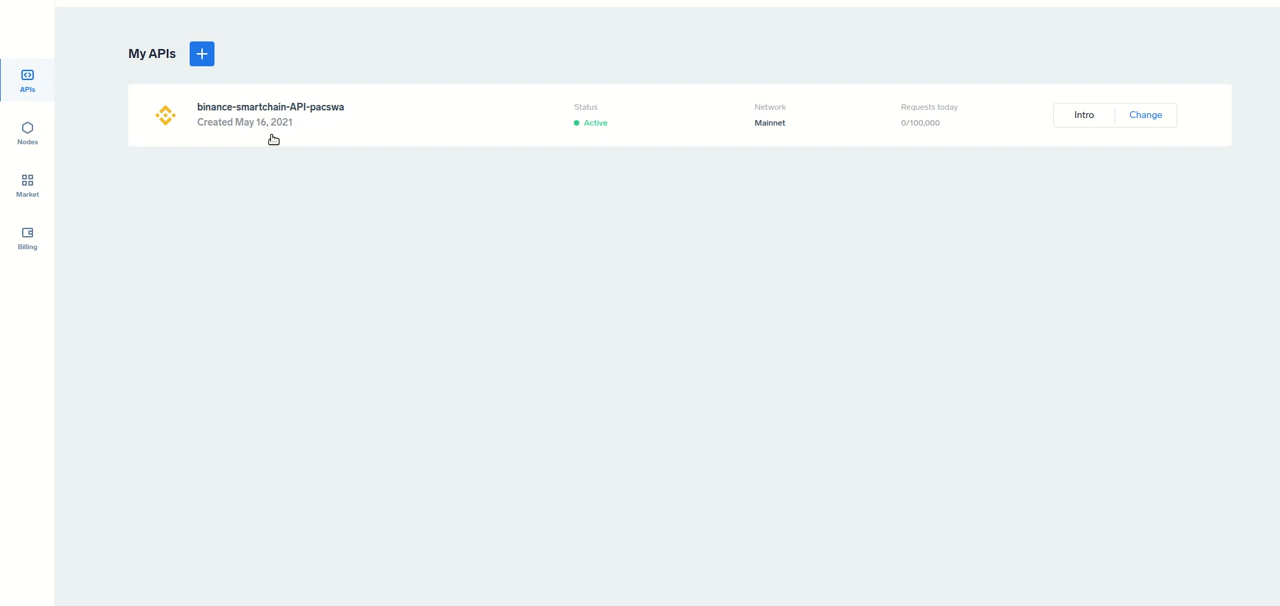 My APIs
APIs
Nodes
Market
Billing
binance-smartchain-API-pacswa
Created May 16, 2021
Status
Active
Network
Mainnet
Requests today
0/100,000
Intro
Change